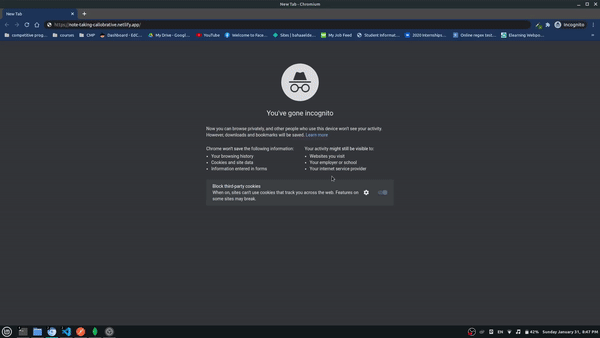 New Tab - Chromium
New Tab
https://note-taking-callobrative.netlify.app/
Incognito
competitive prog...
courses
CMP
Dashboard - EdC...
My Drive - Googl...
YouTube
Welcome to Face...
Sites | bahaaelde...
My Job Feed
Student Informat...
2020 Internships...
Online regex test...
Elearning Webpo...
You've gone incognito
Now you can browse privately, and other people who use this device won't see your activity.
However, downloads and bookmarks will be saved. Learn more
Chrome won't save the following information:
• Your browsing history
• Cookies and site data
• Information entered in forms
Your activity might still be visible to:
• Websites you visit
• Your employer or school
• Your internet service provider
Block third-party cookies
When on, sites can't use cookies that track you across the web. Features on
some sites may break.
EN
42%
Sunday January 31, 9:47 PM